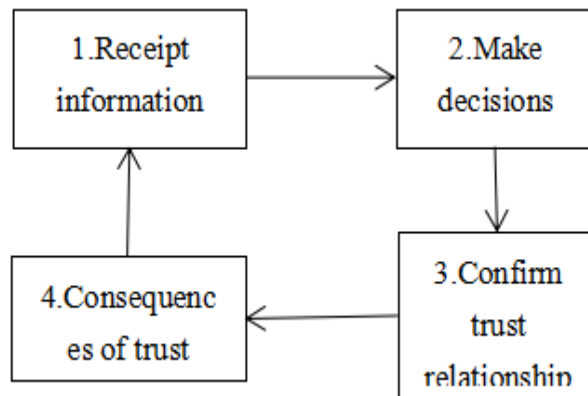 1.Receipt
information
2.Make
decisions
3.Confirm
trust
relationship
4.Consequenc
es of trust